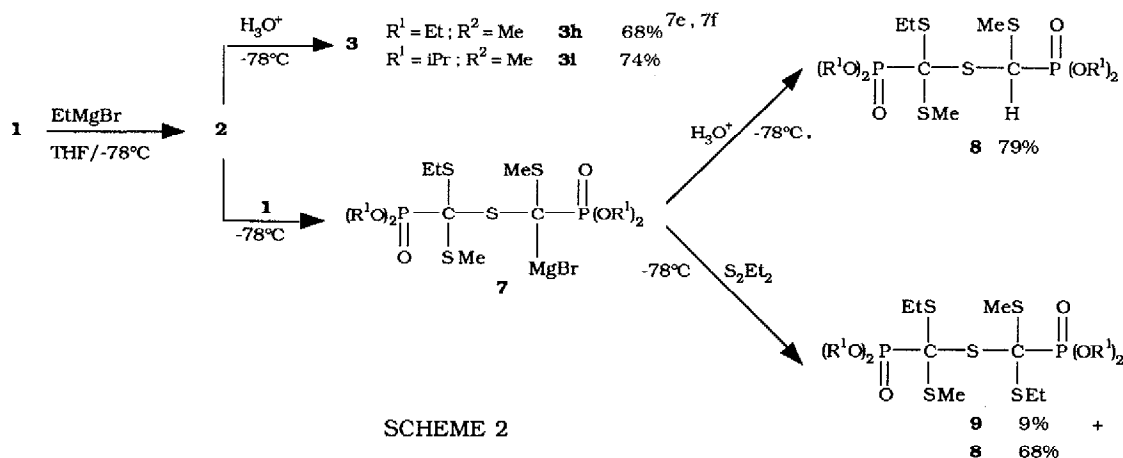 H₃O⁺
-78°C
3 R¹ = Et ; R² = Me 3h 68% 7e , 7f
R¹ = iPr ; R² = Me 3i 74%
1 EtMgBr 2
THF/-78°C
1
-78°C
EtS MeS O
(R¹O)₂P C S C P(OR¹)₂
O SMe MgBr
7
H₃O⁺ -78°C .
-78°C S₂Et₂
EtS MeS O
(R¹O)₂P C S C P(OR¹)₂
O SMe H
8 79%
EtS MeS O
(R¹O)₂P C S C P(OR¹)₂
O SMe SEt
9 9% +
8 68%
SCHEME 2